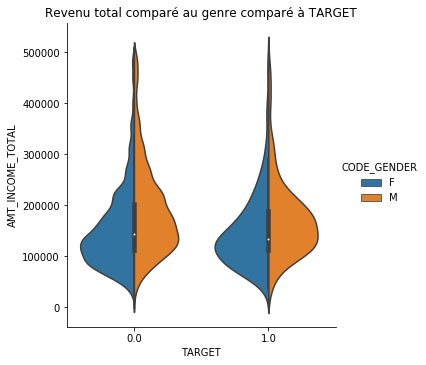 Revenu total comparé au genre comparé à TARGET
500000
400000
300000
200000
100000
0
AMT_INCOME_TOTAL
0.0
1.0
TARGET
CODE_GENDER
F
M